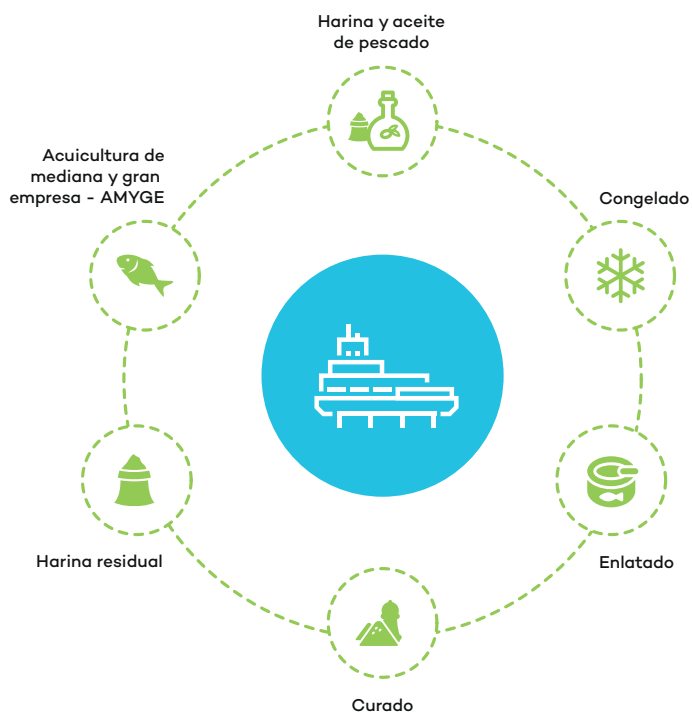 Harina y aceite
de pescado
Acuicultura de
mediana y gran
empresa - AMYGE
Congelado
Harina residual
Enlatado
Curado